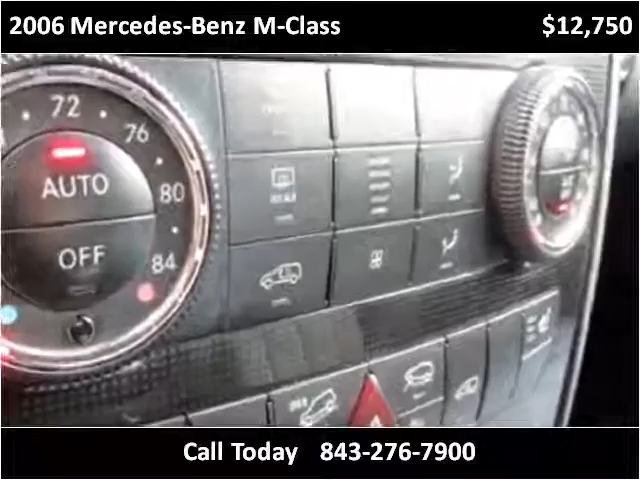 2006 Mercedes-Benz M-Class $12,750
72
76
AUTO
80
OFF
84
Call Today 843-276-7900